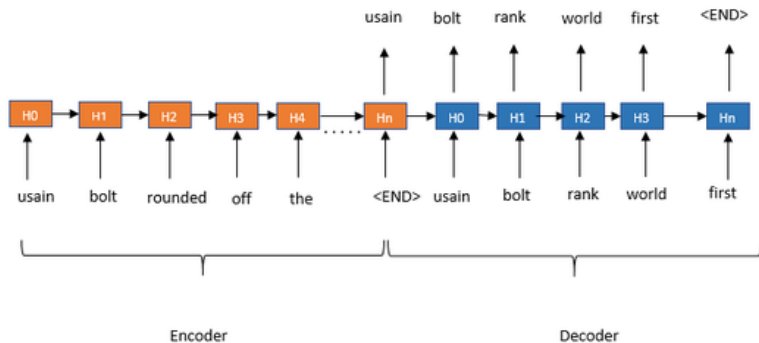 usain bolt rank world first <END>
H0 H1 H2 H3 H4 ...... Hn H0 H1 H2 H3 Hn
usain bolt rounded off the <END> usain bolt rank world first
Encoder Decoder